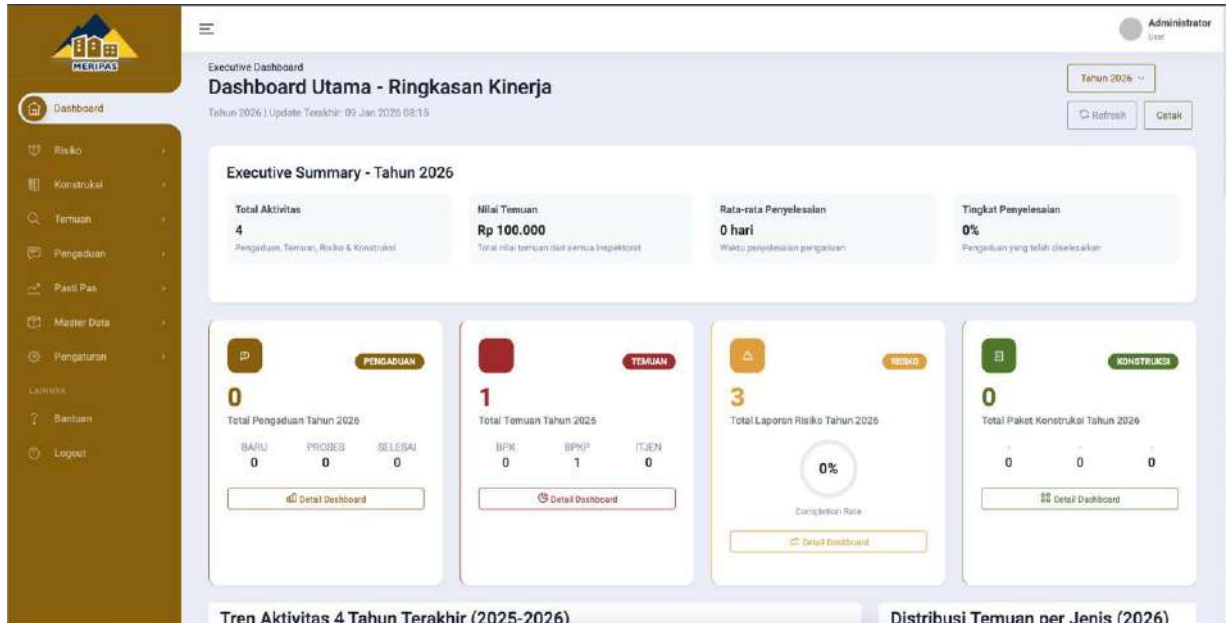 MERIPAS
Administrator
User
Executive Dashboard
Dashboard Utama - Ringkasan Kinerja
Tahun 2026 | Update Terakhir: 09 Jan 2026 08:15
Tahun 2026
Refresh
Cetak
Dashboard
Risiko
Konstruksi
Temuan
Pengaduan
Pasti Pas
Master Data
Pengaturan
LAINNYA
Bantuan
Logout
Executive Summary - Tahun 2026
Total Aktivitas
4
Pengaduan, Temuan, Risiko & Konstruksi
Nilai Temuan
Rp 100.000
Total nilai temuan dari semua Inspektorat
Rata-rata Penyelesaian
0 hari
Waktu penyelesaian pengaduan
Tingkat Penyelesaian
0%
Pengaduan yang telah diselesaikan
PENGADUAN
0
Total Pengaduan Tahun 2026
BARU PROSES SELESAI
0 0 0
Detail Dashboard
TEMUAN
1
Total Temuan Tahun 2026
BPK BPKP ITJEN
0 1 0
Detail Dashboard
RISIKO
3
Total Laporan Risiko Tahun 2026
0%
Completion Rate
Detail Dashboard
KONSTRUKSI
0
Total Paket Konstruksi Tahun 2026
- - -
0 0 0
Detail Dashboard
Tren Aktivitas 4 Tahun Terakhir (2025-2026)
Distribusi Temuan per Jenis (2026)